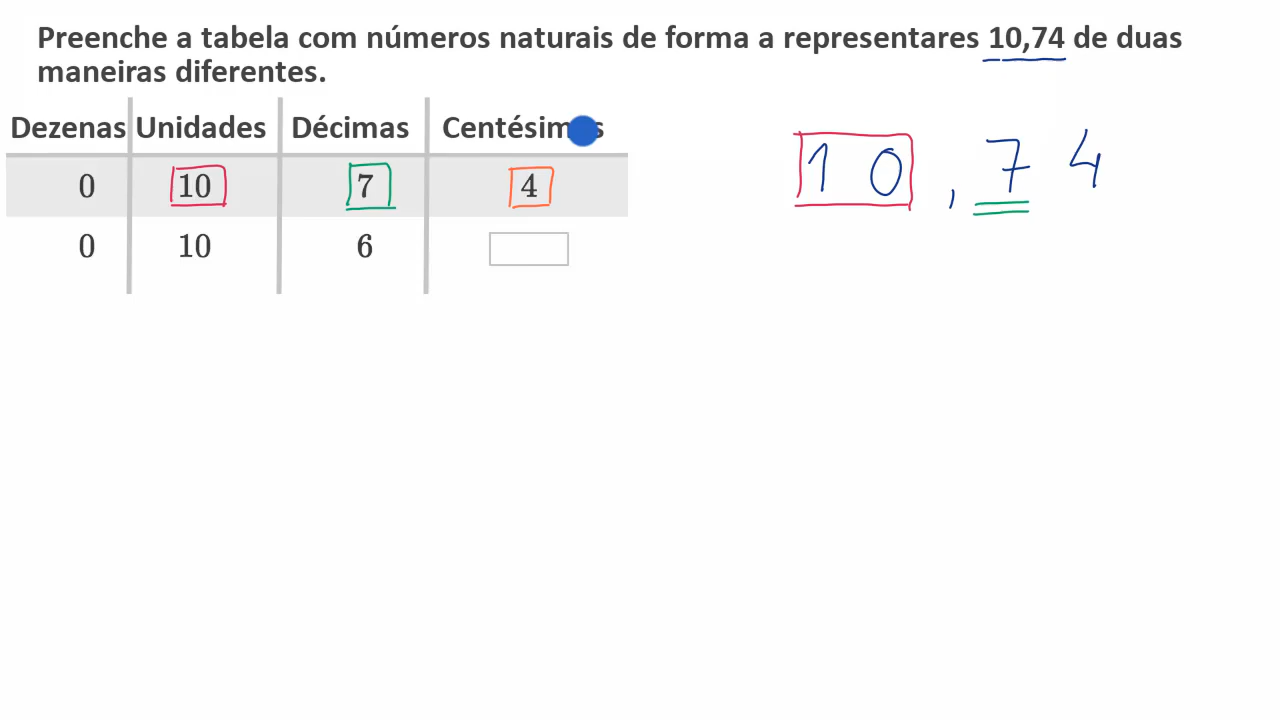 Preenche a tabela com números naturais de forma a representares 10,74 de duas
maneiras diferentes.
Dezenas Unidades Décimas Centésimas
0 10 7 4
0 10 6
10,74